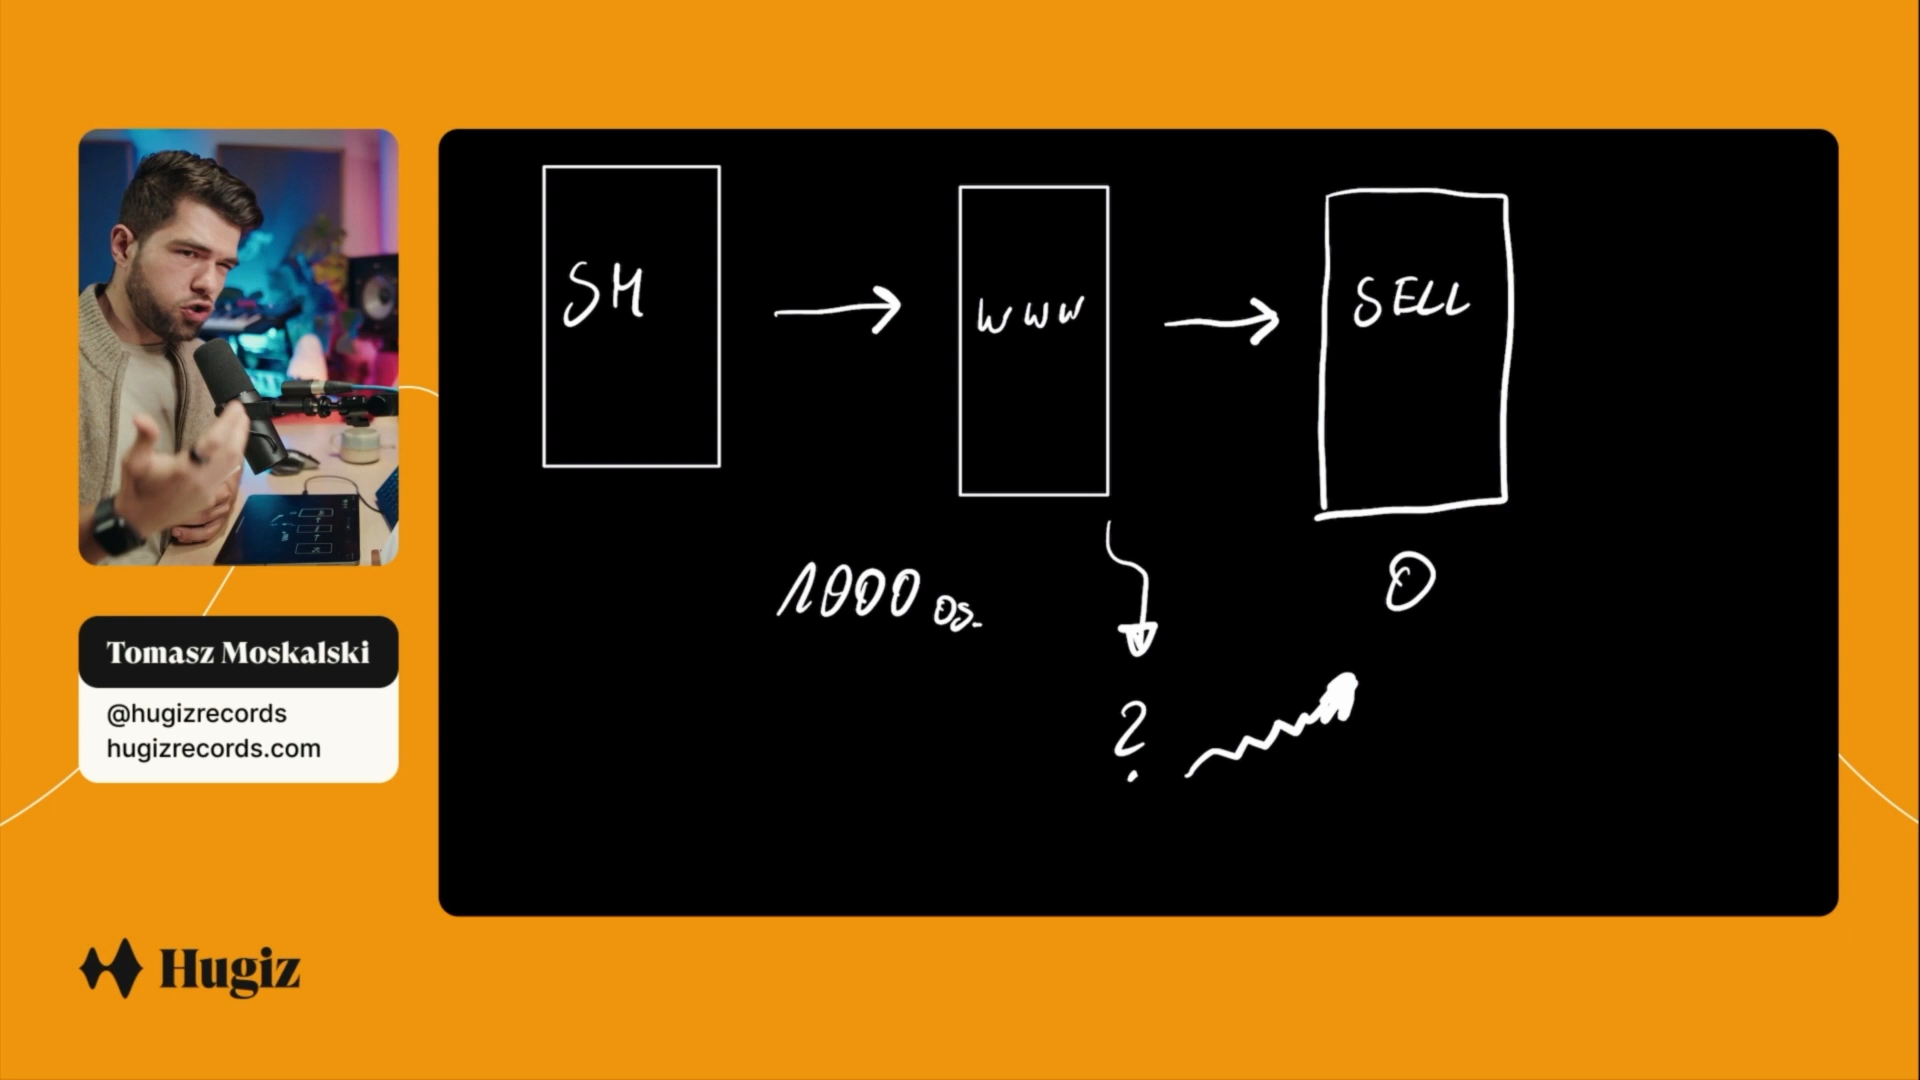 SM
WWW
SELL
1000 os.
0
?
Tomasz Moskalski
@hugizrecords
hugizrecords.com
Hugiz